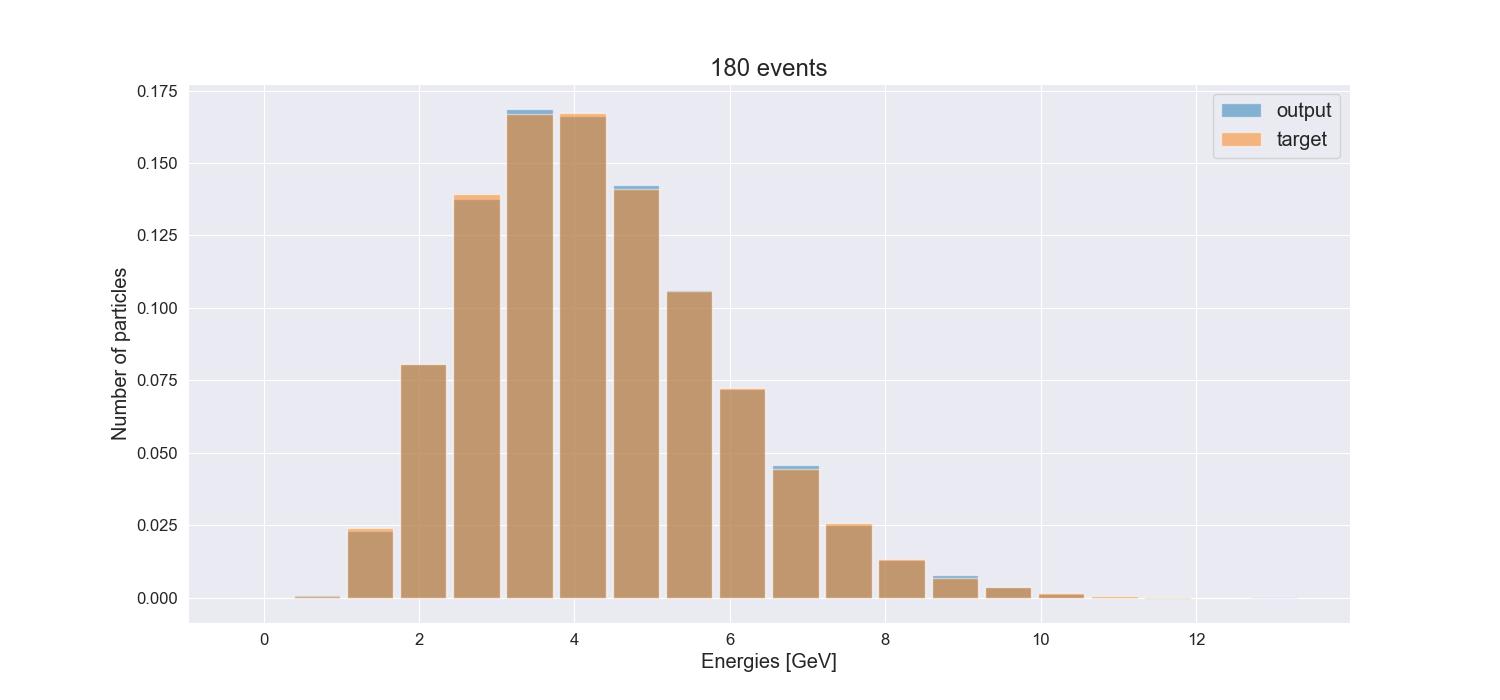 180 events
output
target
0.175
0.150
0.125
0.100
0.075
0.050
0.025
0.000
Number of particles
0 2 4 6 8 10 12
Energies [GeV]